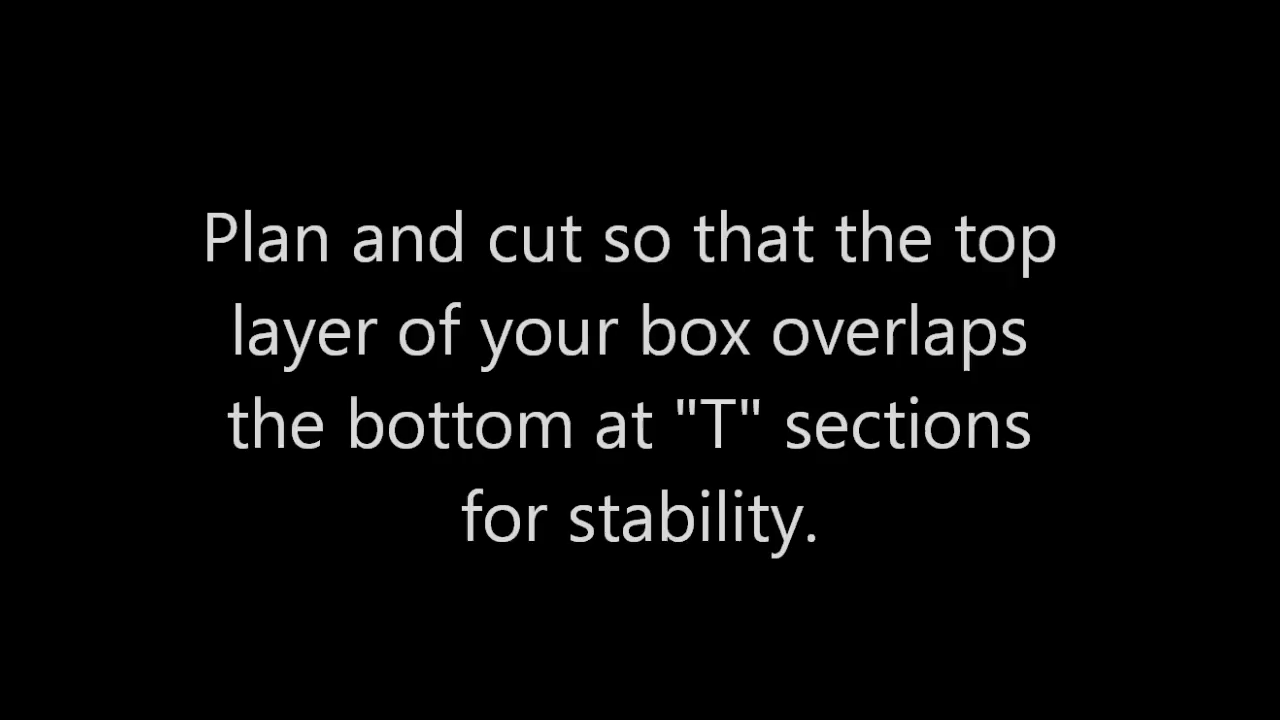 Plan and cut so that the top
layer of your box overlaps
the bottom at "T" sections
for stability.